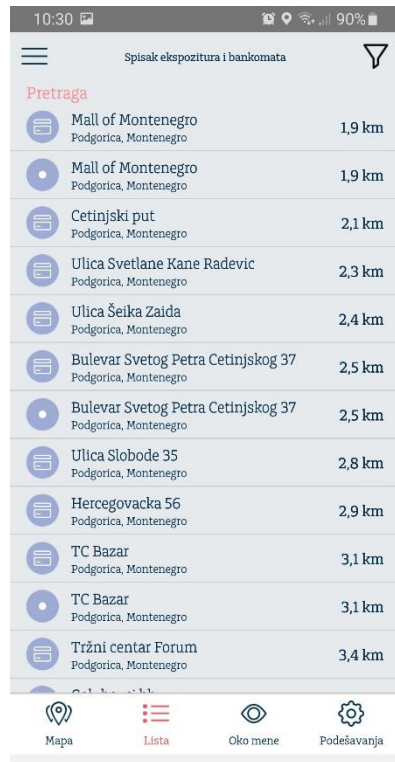 10:30 90%
Spisak ekspozitura i bankomata
Pretraga
Mall of Montenegro
Podgorica, Montenegro
1,9 km
Mall of Montenegro
Podgorica, Montenegro
1,9 km
Cetinjski put
Podgorica, Montenegro
2,1 km
Ulica Svetlane Kane Radevic
Podgorica, Montenegro
2,3 km
Ulica Šeika Zaida
Podgorica, Montenegro
2,4 km
Bulevar Svetog Petra Cetinjskog 37
Podgorica, Montenegro
2,5 km
Bulevar Svetog Petra Cetinjskog 37
Podgorica, Montenegro
2,5 km
Ulica Slobode 35
Podgorica, Montenegro
2,8 km
Hercegovacka 56
Podgorica, Montenegro
2,9 km
TC Bazar
Podgorica, Montenegro
3,1 km
TC Bazar
Podgorica, Montenegro
3,1 km
Tržni centar Forum
Podgorica, Montenegro
3,4 km
Mapa Lista Oko mene Podešavanja